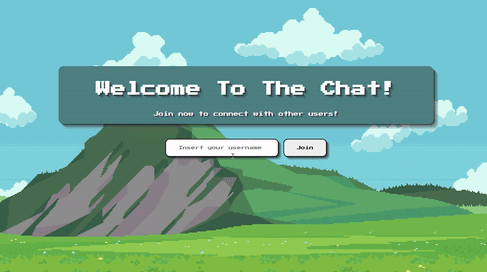 Welcome To The Chat!
Join now to connect with other users!
Insert your username
Join